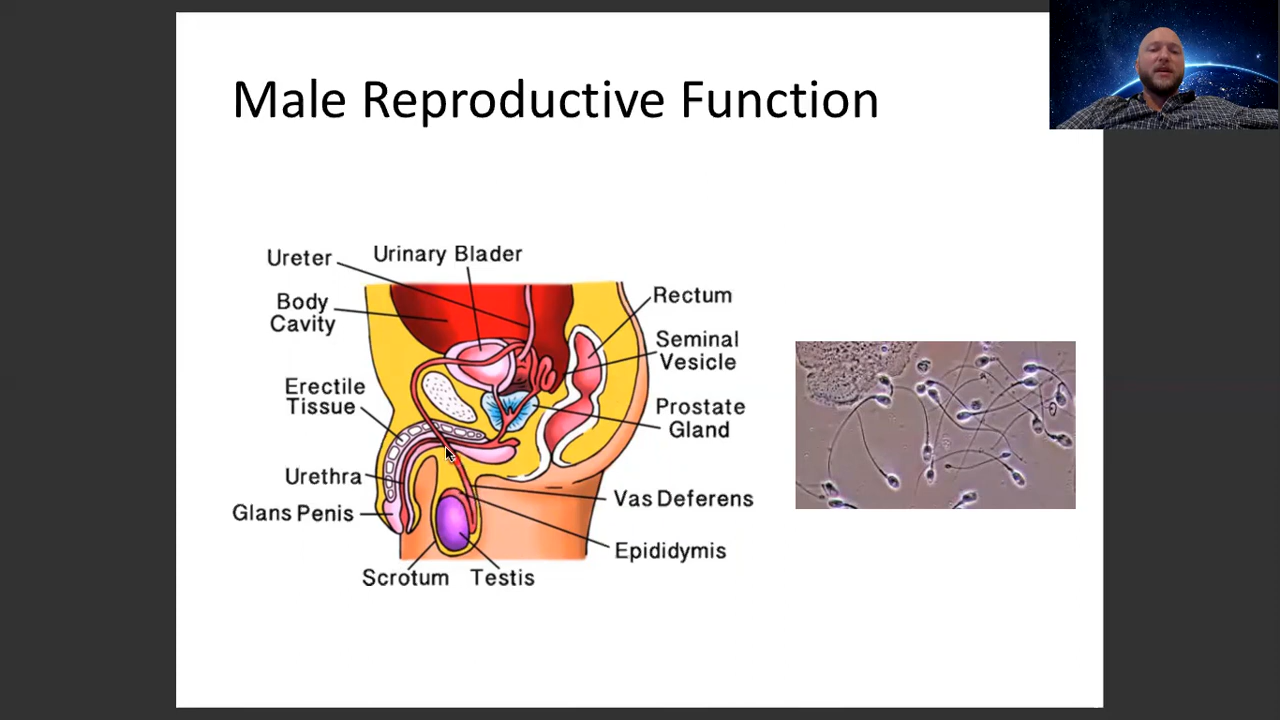 Male Reproductive Function
Ureter
Urinary Blader
Body
Cavity
Rectum
Seminal
Vesicle
Erectile
Tissue
Prostate
Gland
Urethra
Glans Penis
Vas Deferens
Epididymis
Scrotum
Testis